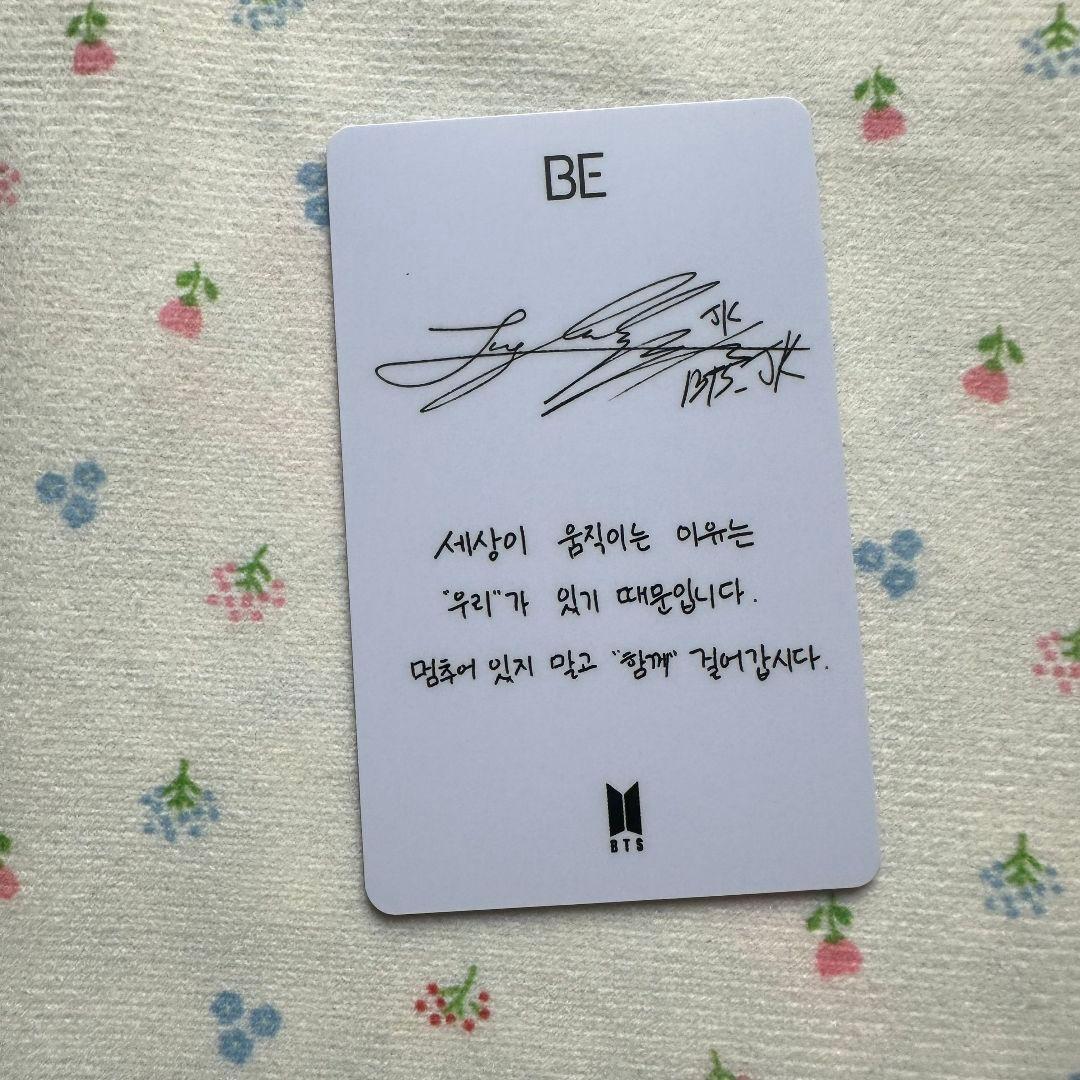 BE
JK
BTS_JK
세상이 움직이는 이유는
"우리"가 있기 때문입니다.
멈추어 있지 말고 "함께" 걸어갑시다.
BTS